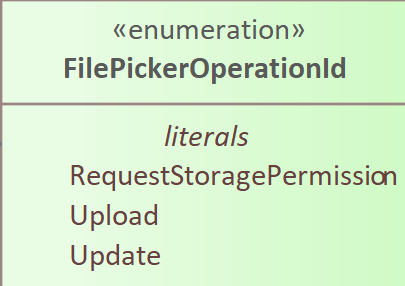 «enumeration»
FilePickerOperationId
literals
RequestStoragePermission
Upload
Update